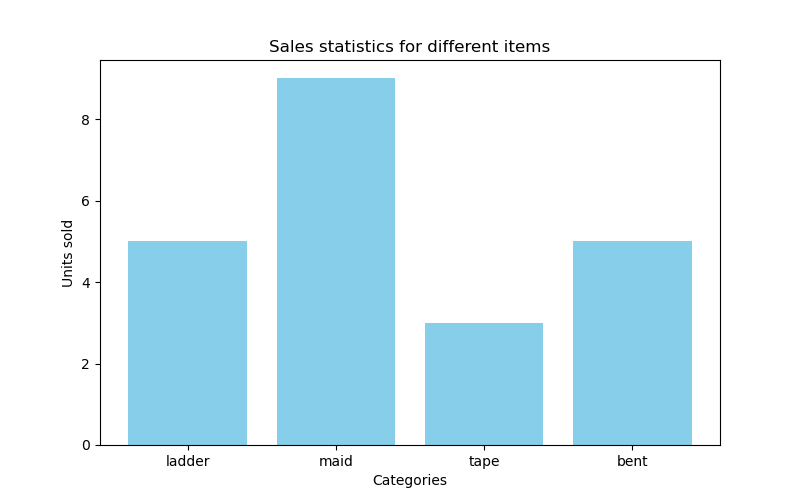 Sales statistics for different items
Units sold
8
6
4
2
0
ladder maid tape bent
Categories